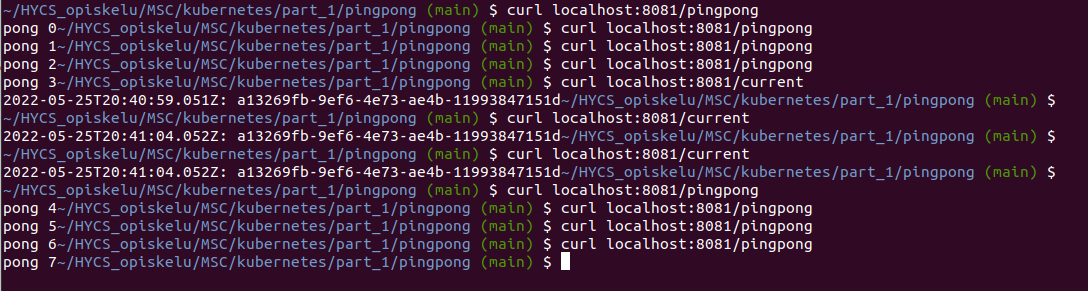 ~/HYCS_opiskelu/MSC/kubernetes/part_1/pingpong (main) $ curl localhost:8081/pingpong
pong 0~/HYCS_opiskelu/MSC/kubernetes/part_1/pingpong (main) $ curl localhost:8081/pingpong
pong 1~/HYCS_opiskelu/MSC/kubernetes/part_1/pingpong (main) $ curl localhost:8081/pingpong
pong 2~/HYCS_opiskelu/MSC/kubernetes/part_1/pingpong (main) $ curl localhost:8081/pingpong
pong 3~/HYCS_opiskelu/MSC/kubernetes/part_1/pingpong (main) $ curl localhost:8081/current
2022-05-25T20:40:59.051Z: a13269fb-9ef6-4e73-ae4b-11993847151d~/HYCS_opiskelu/MSC/kubernetes/part_1/pingpong (main) $
~/HYCS_opiskelu/MSC/kubernetes/part_1/pingpong (main) $ curl localhost:8081/current
2022-05-25T20:41:04.052Z: a13269fb-9ef6-4e73-ae4b-11993847151d~/HYCS_opiskelu/MSC/kubernetes/part_1/pingpong (main) $
~/HYCS_opiskelu/MSC/kubernetes/part_1/pingpong (main) $ curl localhost:8081/current
2022-05-25T20:41:04.052Z: a13269fb-9ef6-4e73-ae4b-11993847151d~/HYCS_opiskelu/MSC/kubernetes/part_1/pingpong (main) $
~/HYCS_opiskelu/MSC/kubernetes/part_1/pingpong (main) $ curl localhost:8081/pingpong
pong 4~/HYCS_opiskelu/MSC/kubernetes/part_1/pingpong (main) $ curl localhost:8081/pingpong
pong 5~/HYCS_opiskelu/MSC/kubernetes/part_1/pingpong (main) $ curl localhost:8081/pingpong
pong 6~/HYCS_opiskelu/MSC/kubernetes/part_1/pingpong (main) $ curl localhost:8081/pingpong
pong 7~/HYCS_opiskelu/MSC/kubernetes/part_1/pingpong (main) $